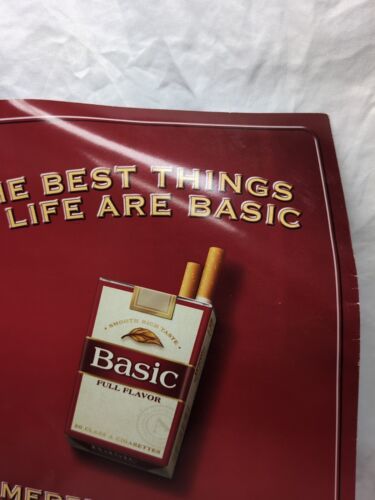 HE BEST THINGS
LIFE ARE BASIC
SMOOTH RICH TASTE
Basic
FULL FLAVOR
20 CLASS A CIGARETTES